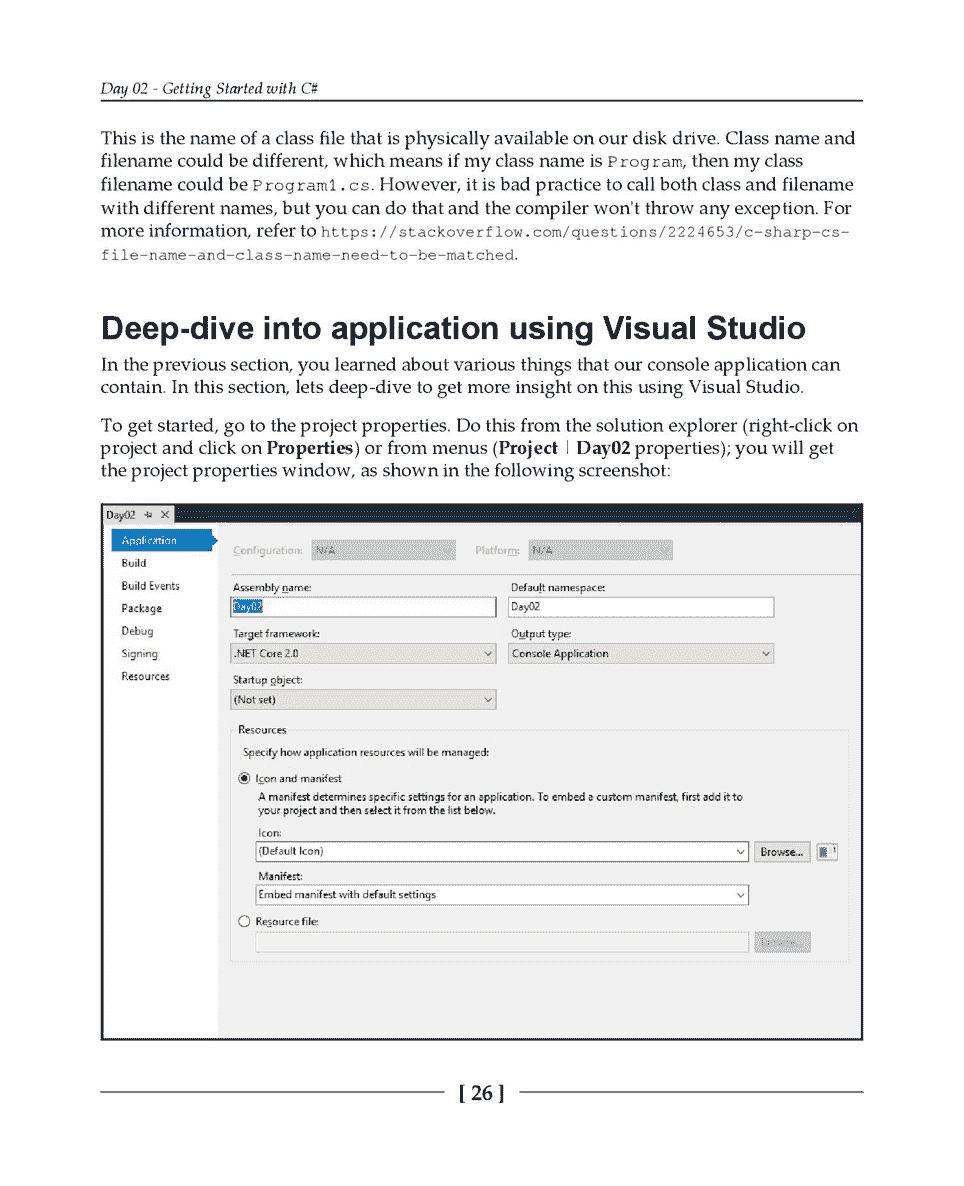 Day 02 - Getting Started with C#
This is the name of a class file that is physically available on our disk drive. Class name and
filename could be different, which means if my class name is Program, then my class
filename could be Program1.cs. However, it is bad practice to call both class and filename
with different names, but you can do that and the compiler won't throw any exception. For
more information, refer to https://stackoverflow.com/questions/2224653/c-sharp-cs-
file-name-and-class-name-need-to-be-matched.
Deep-dive into application using Visual Studio
In the previous section, you learned about various things that our console application can
contain. In this section, lets deep-dive to get more insight on this using Visual Studio.
To get started, go to the project properties. Do this from the solution explorer (right-click on
project and click on Properties) or from menus (Project | Day02 properties); you will get
the project properties window, as shown in the following screenshot:
Day02
Application
Build
Build Events
Package
Debug
Signing
Resources
Configuration: N/A Platform: N/A
Assembly name: Default namespace:
Day02 Day02
Target framework: Output type:
.NET Core 2.0 Console Application
Startup object:
(Not set)
Resources
Specify how application resources will be managed:
Icon and manifest
A manifest determines specific settings for an application. To embed a custom manifest, first add it to
your project and then select it from the list below.
Icon:
(Default Icon) Browse...
Manifest:
Embed manifest with default settings
Resource file:
Browse...
[ 26 ]